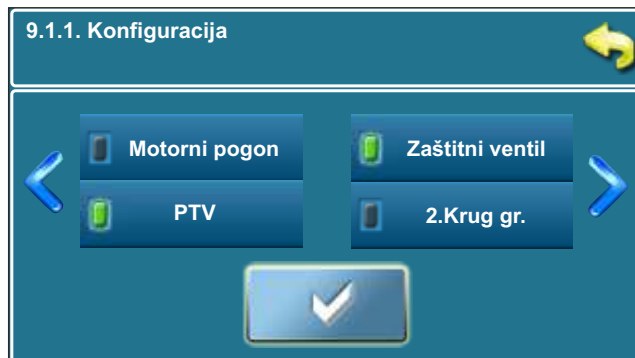 9.1.1. Konfiguracija
Motorni pogon
Zaštitni ventil
PTV
2.Krug gr.